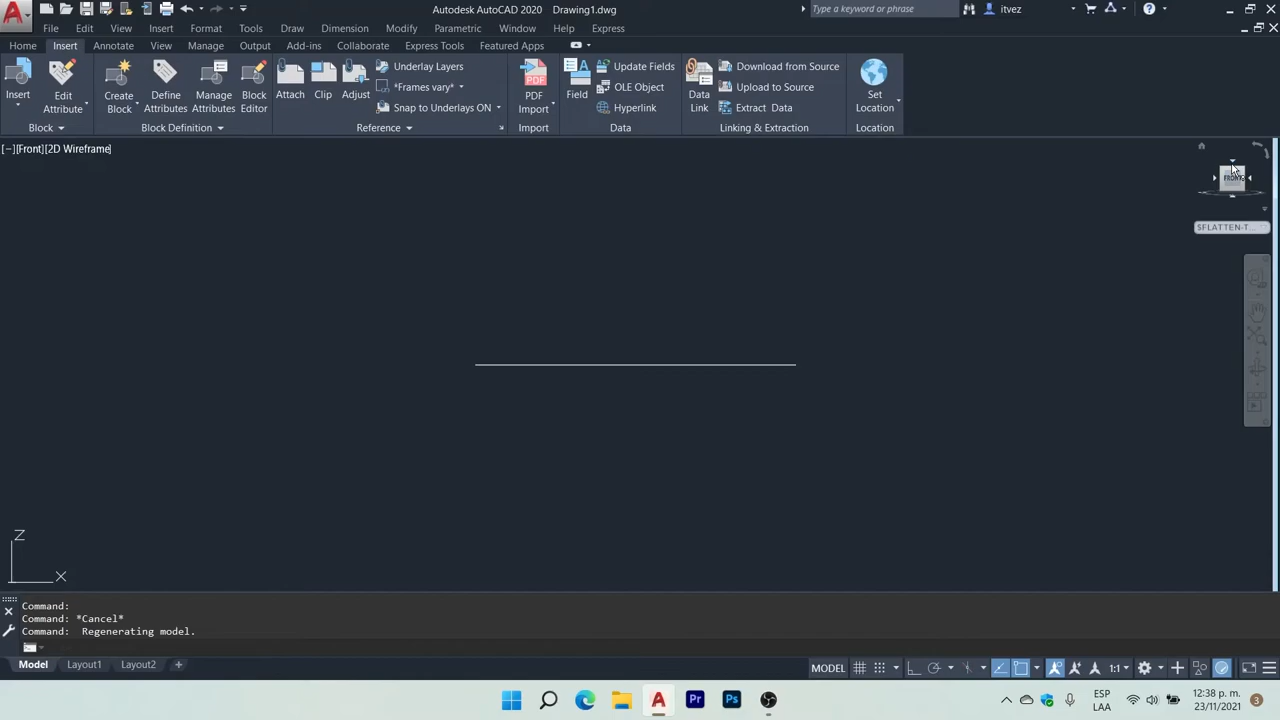 Autodesk AutoCAD 2020 Drawing1.dwg
Type a keyword or phrase
itvez
File Edit View Insert Format Tools Draw Dimension Modify Parametric Window Help Express
Home Insert Annotate View Manage Output Add-ins Collaborate Express Tools Featured Apps
Insert
Edit
Attribute
Block
Create
Block
Define
Attributes
Manage
Attributes
Block
Editor
Block Definition
Attach
Clip
Adjust
Underlay Layers
*Frames vary*
Snap to Underlays ON
Reference
PDF
Import
Import
Field
Update Fields
OLE Object
Hyperlink
Data
Data
Link
Download from Source
Upload to Source
Extract Data
Linking & Extraction
Set
Location
Location
[−][Front][2D Wireframe]
FRONT
SFLATTEN-T...
Z
X
Command:
Command: *Cancel*
Command: Regenerating model.
Model Layout1 Layout2 +
MODEL
1:1
Pr
Ps
ESP
LAA
12:38 p. m.
23/11/2021
3